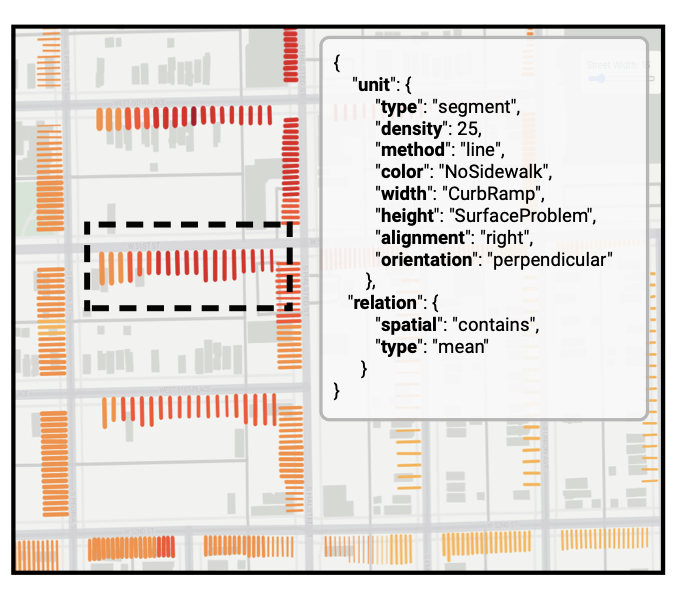 {
"unit": {
"type": "segment",
"density": 25,
"method": "line",
"color": "NoSidewalk",
"width": "CurbRamp",
"height": "SurfaceProblem",
"alignment": "right",
"orientation": "perpendicular"
},
"relation": {
"spatial": "contains",
"type": "mean"
}
}